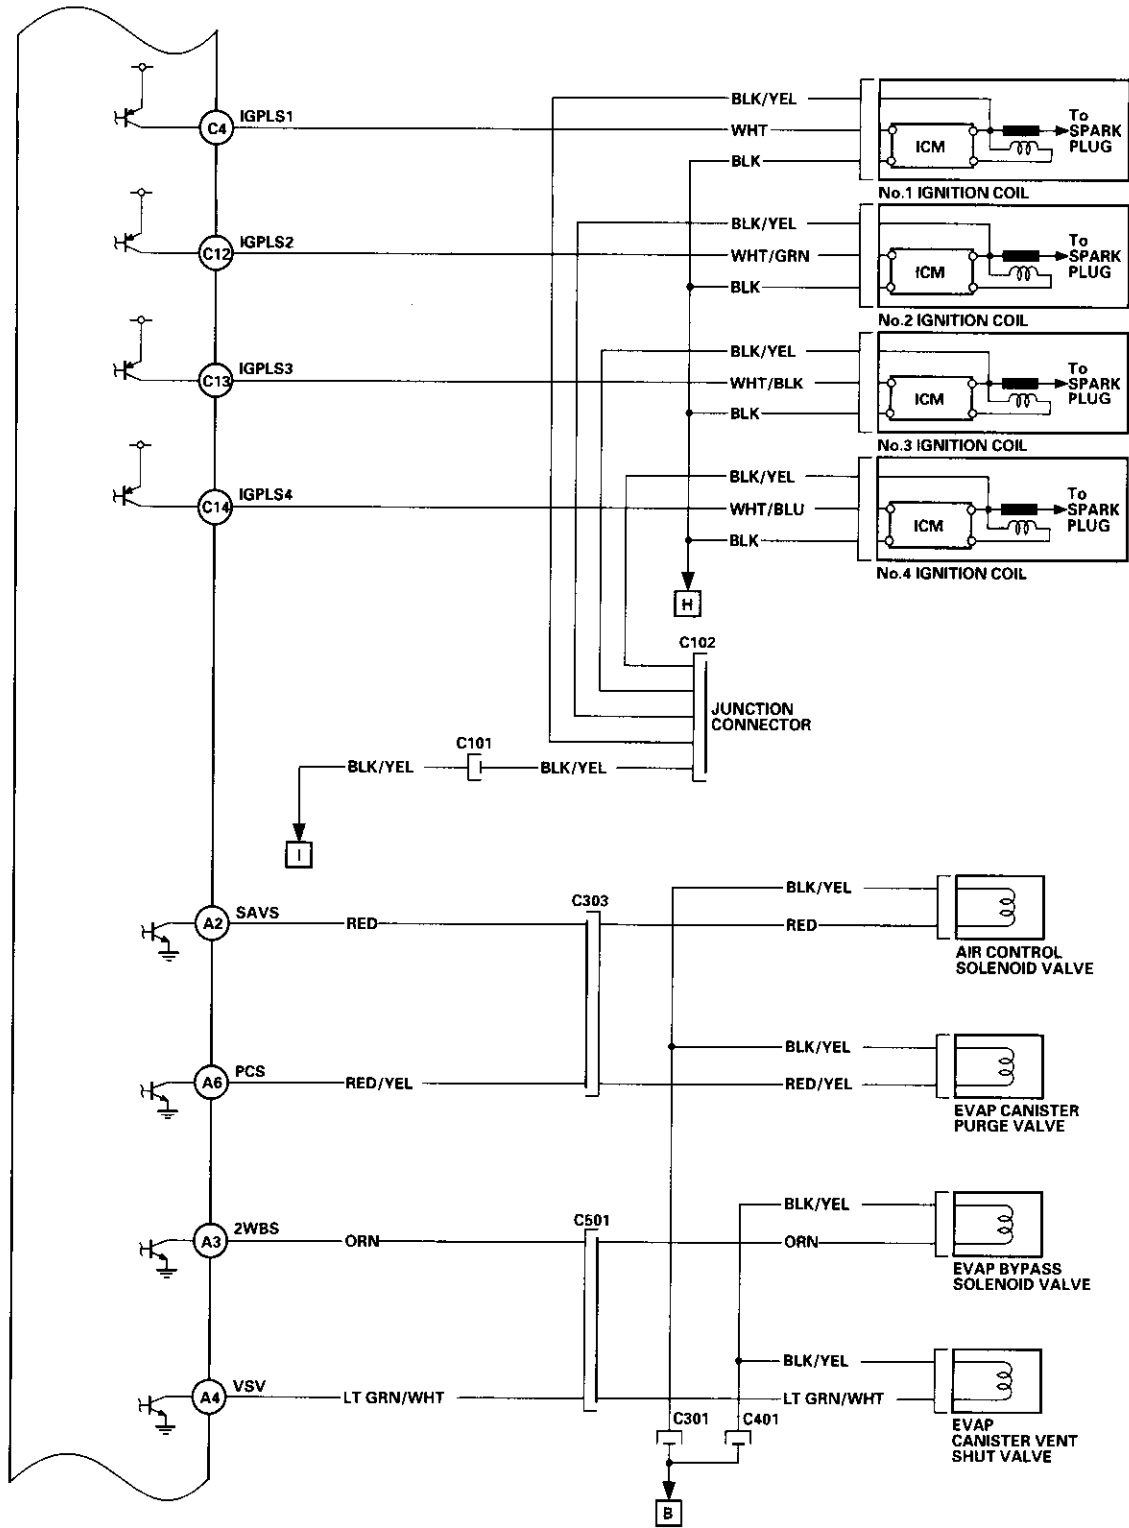 BLK/YEL
IGPLS1
C4
WHT
ICM
To
SPARK
PLUG
BLK
No.1 IGNITION COIL
BLK/YEL
IGPLS2
C12
WHT/GRN
ICM
To
SPARK
PLUG
BLK
No.2 IGNITION COIL
BLK/YEL
IGPLS3
C13
WHT/BLK
ICM
To
SPARK
PLUG
BLK
No.3 IGNITION COIL
BLK/YEL
IGPLS4
C14
WHT/BLU
ICM
To
SPARK
PLUG
BLK
No.4 IGNITION COIL
H
C102
JUNCTION
CONNECTOR
C101
BLK/YEL
BLK/YEL
I
BLK/YEL
C303
SAVS
A2
RED
RED
AIR CONTROL
SOLENOID VALVE
BLK/YEL
PCS
A6
RED/YEL
RED/YEL
EVAP CANISTER
PURGE VALVE
BLK/YEL
C501
2WBS
A3
ORN
ORN
EVAP BYPASS
SOLENOID VALVE
BLK/YEL
VSV
A4
LT GRN/WHT
LT GRN/WHT
C301
C401
EVAP
CANISTER VENT
SHUT VALVE
B